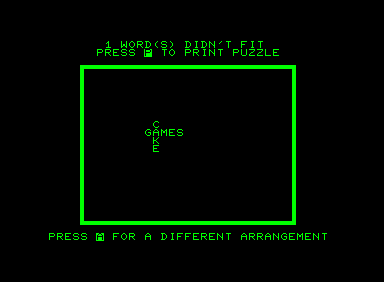 1 WORD(S) DIDN'T FIT
PRESS P TO PRINT PUZZLE
C
GAMES
K
E
PRESS A FOR A DIFFERENT ARRANGEMENT